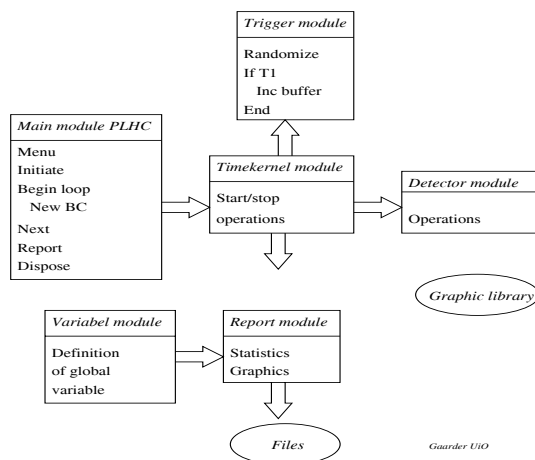 Trigger module
Randomize
If T1
Inc buffer
End
Main module PLHC
Menu
Initiate
Begin loop
New BC
Next
Report
Dispose
Timekernel module
Start/stop
operations
Detector module
Operations
Graphic library
Variabel module
Definition
of global
variable
Report module
Statistics
Graphics
Files
Gaarder UiO